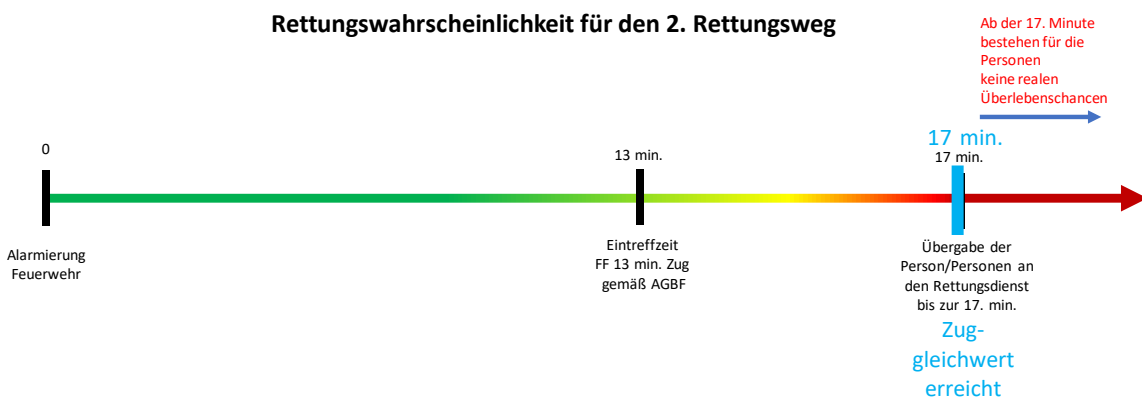 Rettungswahrscheinlichkeit für den 2. Rettungsweg
Ab der 17. Minute
bestehen für die
Personen
keine realen
Überlebenschancen
0
13 min.
17 min.
17 min.
Alarmierung
Feuerwehr
Eintreffzeit
FF 13 min. Zug
gemäß AGBF
Übergabe der
Person/Personen an
den Rettungsdienst
bis zur 17. min.
Zug-
gleichwert
erreicht